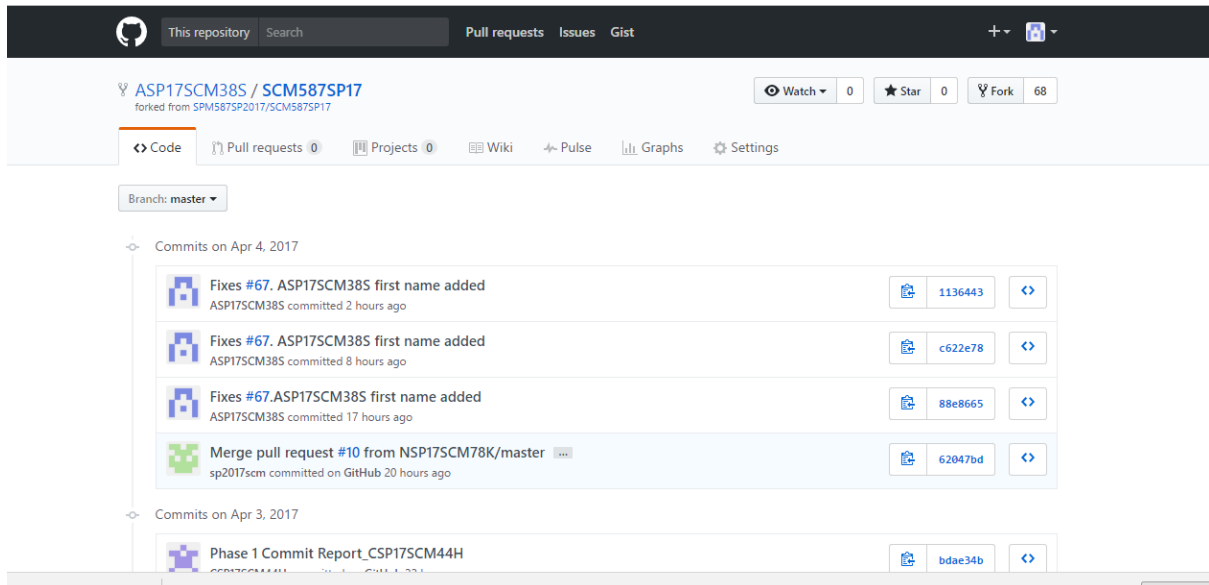 This repository Search Pull requests Issues Gist
ASP17SCM38S / SCM587SP17 Watch 0 Star 0 Fork 68
forked from SPM587SP2017/SCM587SP17
Code Pull requests 0 Projects 0 Wiki Pulse Graphs Settings
Branch: master
Commits on Apr 4, 2017
Fixes #67. ASP17SCM38S first name added
ASP17SCM38S committed 2 hours ago
1136443
Fixes #67. ASP17SCM38S first name added
ASP17SCM38S committed 8 hours ago
c622e78
Fixes #67.ASP17SCM38S first name added
ASP17SCM38S committed 17 hours ago
88e8665
Merge pull request #10 from NSP17SCM78K/master ...
sp2017scm committed on GitHub 20 hours ago
62047bd
Commits on Apr 3, 2017
Phase 1 Commit Report_CSP17SCM44H
bdae34b